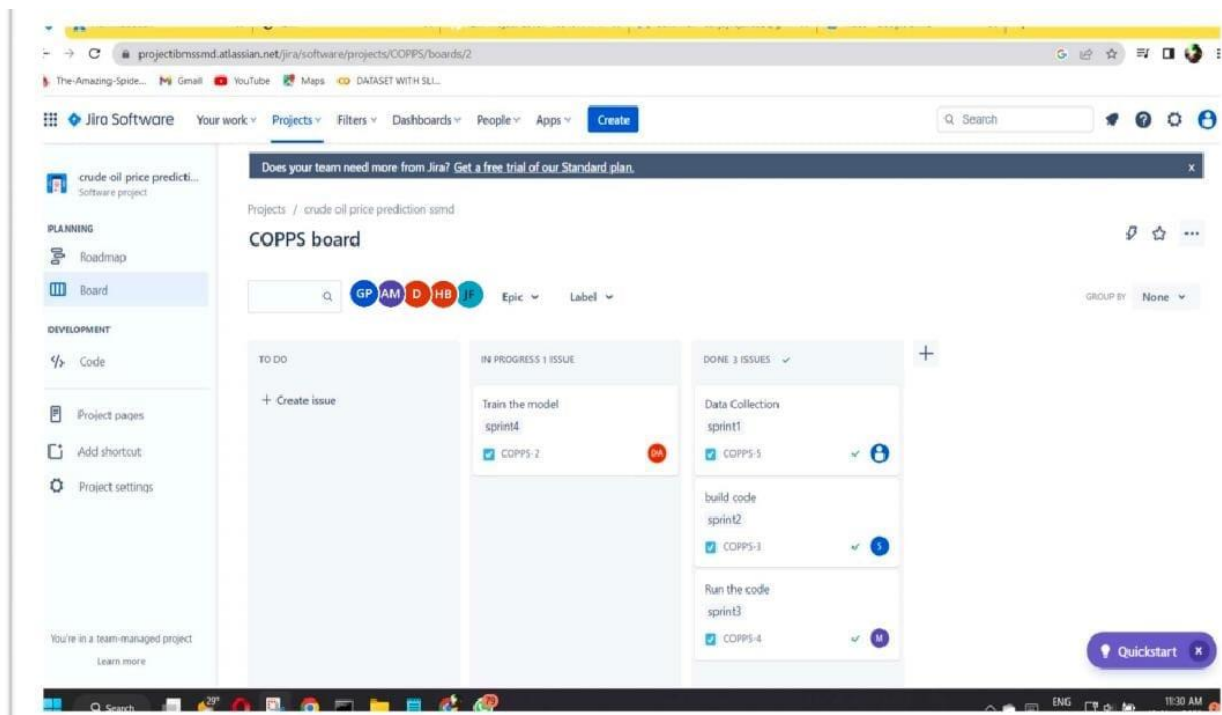 projectibmssmd.atlassian.net/jira/software/projects/COPPS/boards/2
The-Amazing-Spide... Gmail YouTube Maps DATASET WITH SLI...
Jira Software Your work Projects Filters Dashboards People Apps Create Search
Does your team need more from Jira? Get a free trial of our Standard plan. x
crude oil price predicti...
Software project
Projects / crude oil price prediction ssmd
PLANNING
COPPS board
Roadmap
Board
GP AM D HB JF Epic Label GROUP BY None
DEVELOPMENT
Code
TO DO IN PROGRESS 1 ISSUE DONE 3 ISSUES
+ Create issue
Train the model
sprint4
COPPS-2
Data Collection
sprint1
COPPS-5
build code
sprint2
COPPS-3 S
Run the code
sprint3
COPPS-4 M
Project pages
Add shortcut
Project settings
You're in a team-managed project
Learn more
Quickstart x
Search 29° ENG 11:30 AM